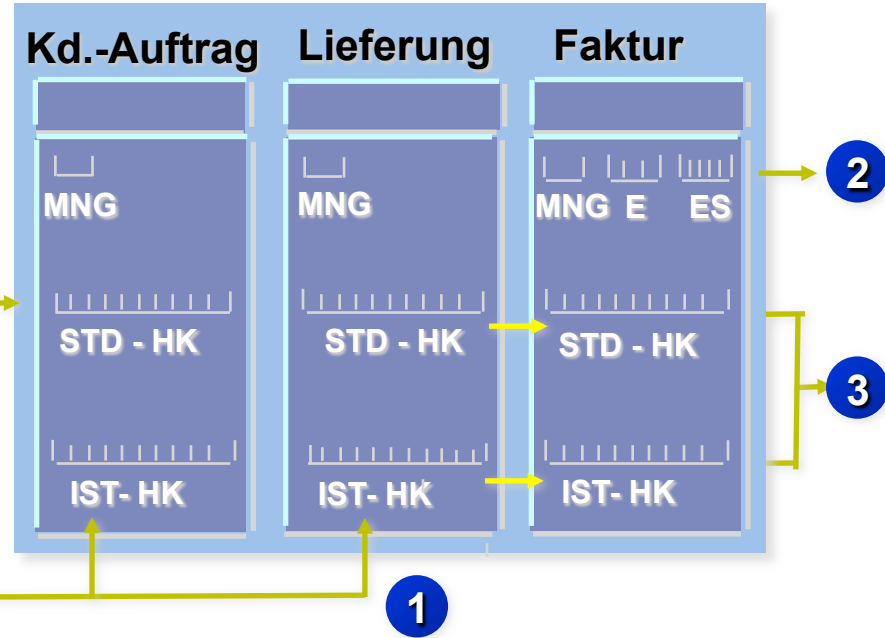 Kd.-Auftrag
Lieferung
Faktur
MNG
MNG
MNG E ES
2
STD - HK
STD - HK
STD - HK
3
IST- HK
IST- HK
IST- HK
1